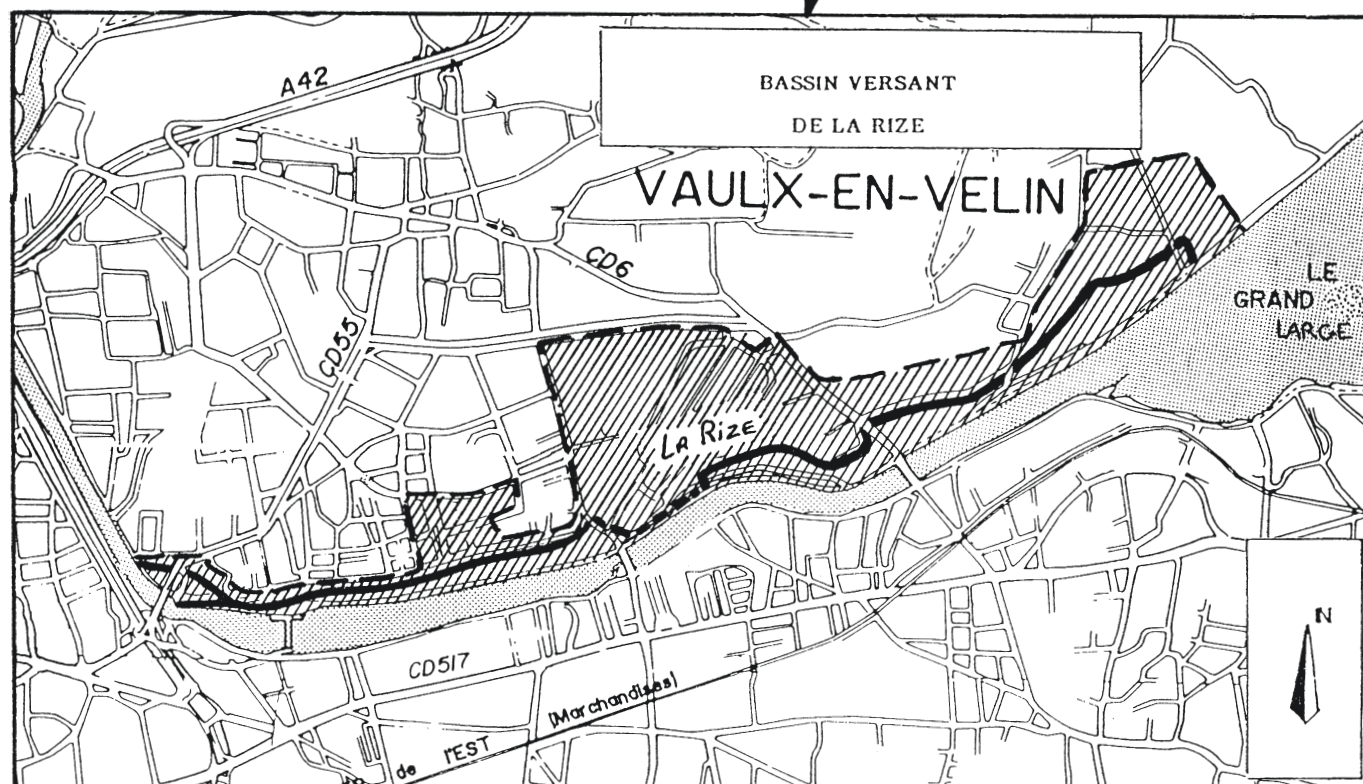 A42
BASSIN VERSANT
DE LA RIZE
VAULX-EN-VELIN
CD6
LE
GRAND
LARGE
CD55
LA RIZE
N
CD517
(Marchandises)
de l'EST